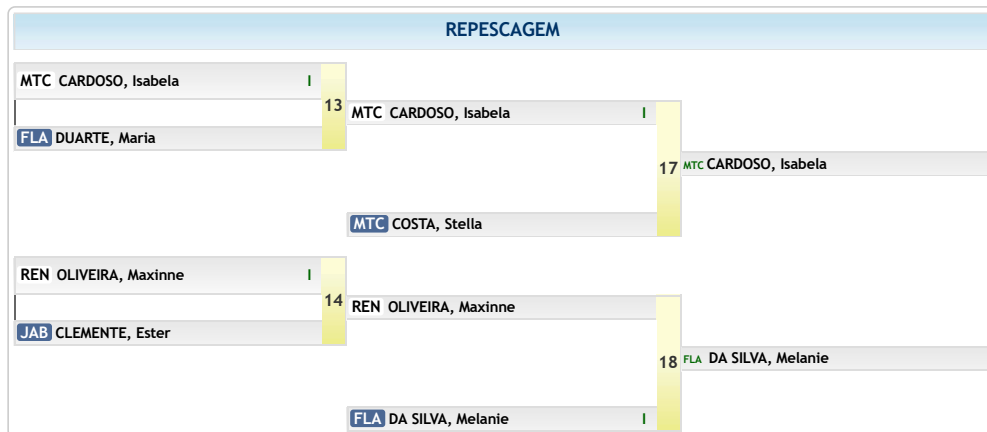 REPESCAGEM
MTC CARDOSO, Isabela I
13
FLA DUARTE, Maria
MTC CARDOSO, Isabela I
17
MTC COSTA, Stella
MTC CARDOSO, Isabela
REN OLIVEIRA, Maxinne I
14
JAB CLEMENTE, Ester
REN OLIVEIRA, Maxinne
18
FLA DA SILVA, Melanie I
FLA DA SILVA, Melanie